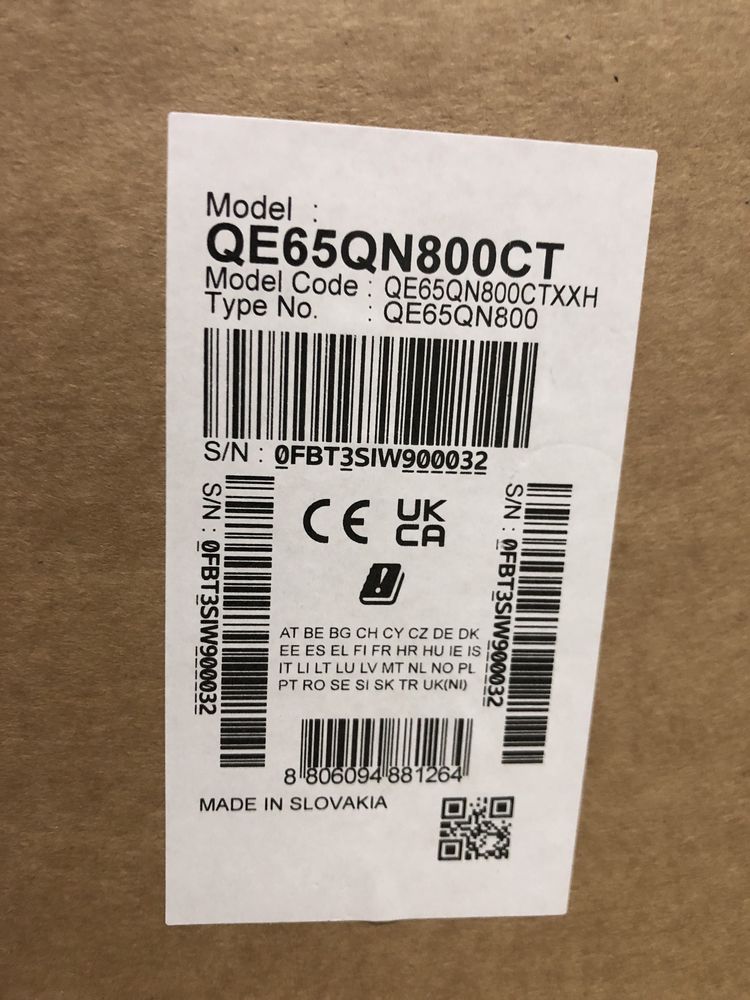 Model :
QE65QN800CT
Model Code : QE65QN800CTXXH
Type No. : QE65QN800
S/N : 0FBT3SIW900032
S/N : 0FBT3SIW900032
CE
UK
CA
S/N : 0FBT3SIW900032
AT BE BG CH CY CZ DE DK
EE ES EL FI FR HR HU IE IS
IT LI LT LU LV MT NL NO PL
PT RO SE SI SK TR UK(NI)
8 806094 881264
MADE IN SLOVAKIA